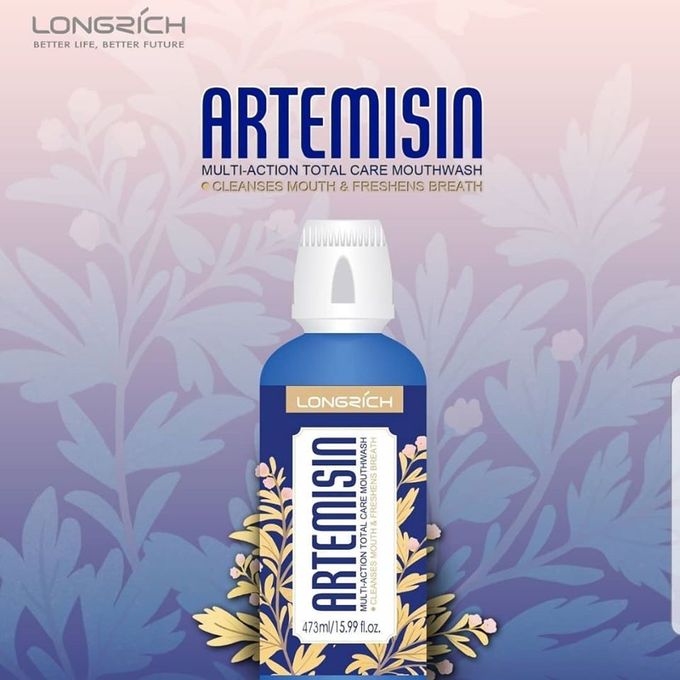 LONGRICH
BETTER LIFE, BETTER FUTURE
ARTEMISIN
MULTI-ACTION TOTAL CARE MOUTHWASH
CLEANSES MOUTH & FRESHENS BREATH
LONGRICH
ARTEMISIN
MULTI-ACTION TOTAL CARE MOUTHWASH
CLEANSES MOUTH & FRESHENS BREATH
473ml/15.99 fl.oz.